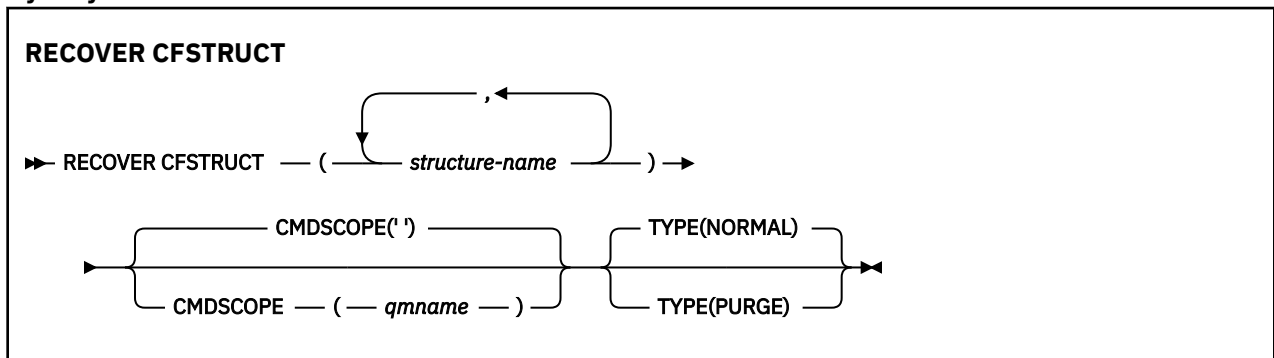 RECOVER CFSTRUCT
,
RECOVER CFSTRUCT ( structure-name )
CMDSCOPE(' ') TYPE(NORMAL)
CMDSCOPE ( qmname ) TYPE(PURGE)